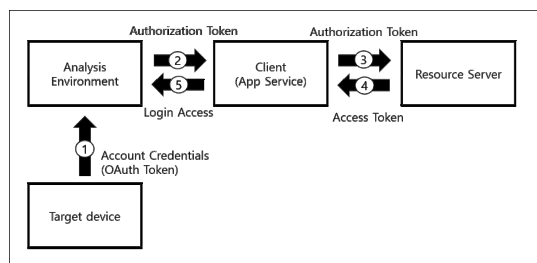 Authorization Token
Authorization Token
Analysis
Environment
2
5
Client
(App Service)
3
4
Resource Server
Login Access
Access Token
1
Account Credentials
(OAuth Token)
Target device